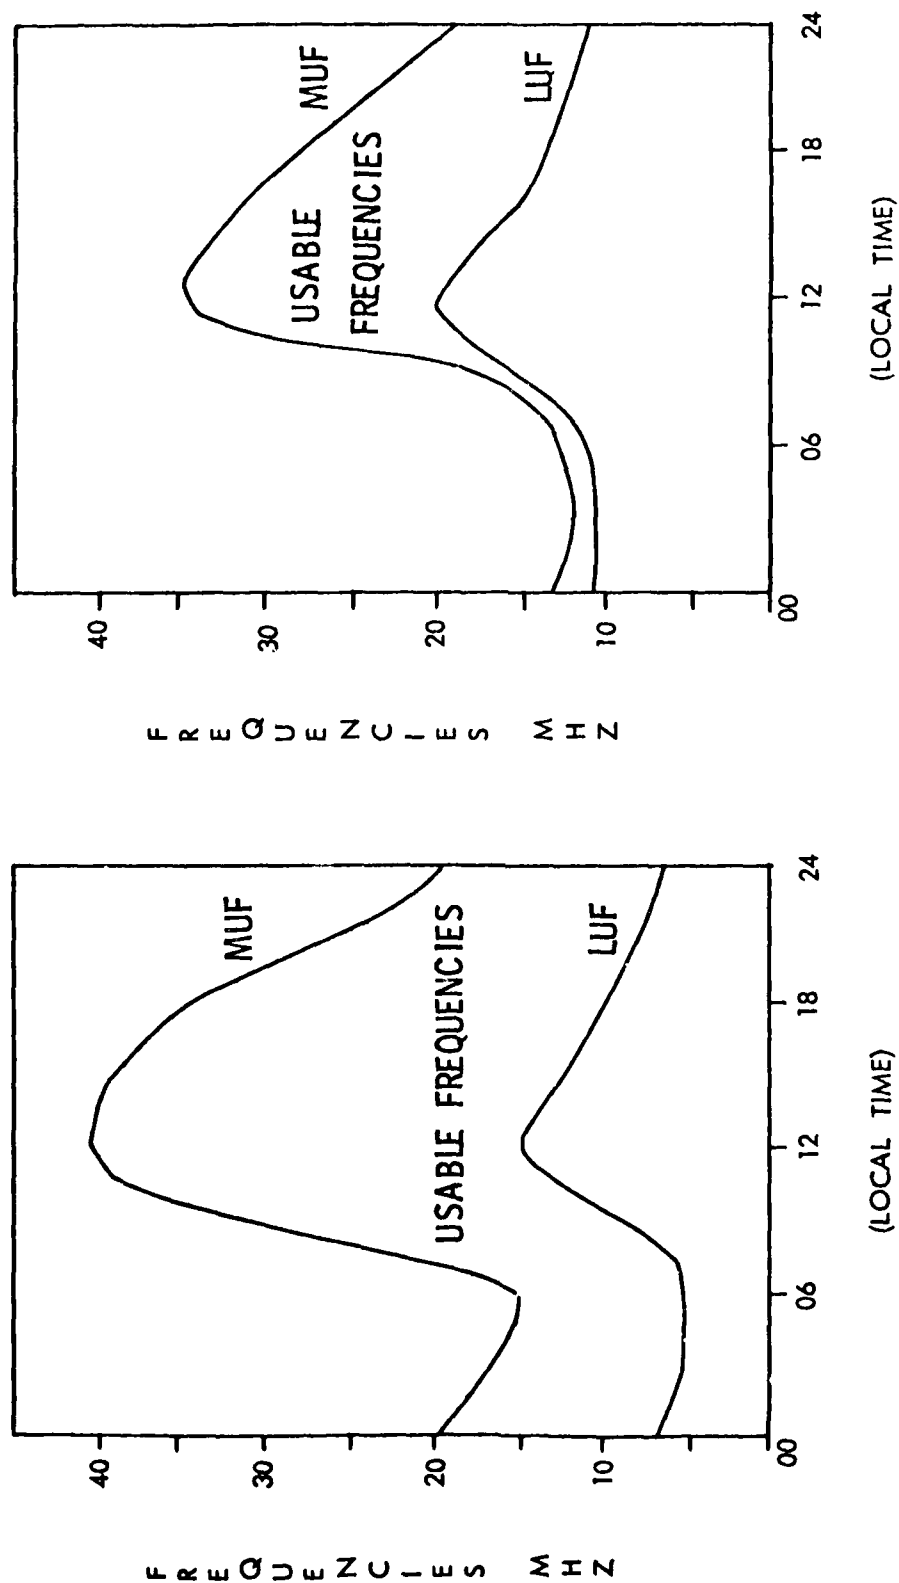 FREQUENCIES MHZ
40
30
20
10
00
06
12
18
24
(LOCAL TIME)
MUF
USABLE FREQUENCIES
LUF
FREQUENCIES MHZ
40
30
20
10
00
06
12
18
24
(LOCAL TIME)
MUF
USABLE
FREQUENCIES
LUF